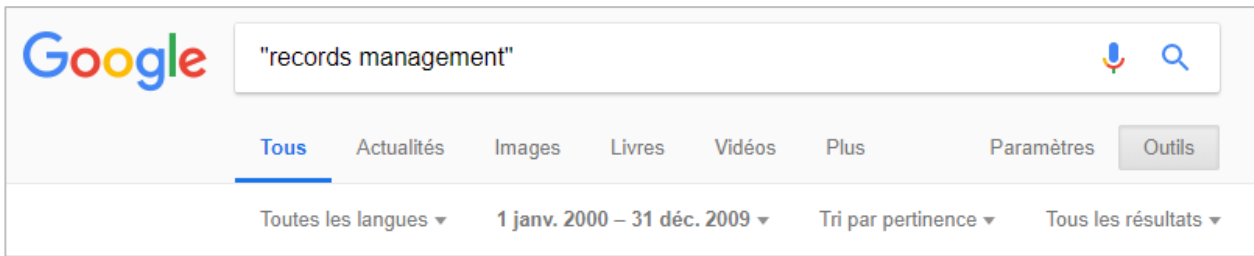 Google "records management"
Tous Actualités Images Livres Vidéos Plus Paramètres Outils
Toutes les langues 1 janv. 2000 – 31 déc. 2009 Tri par pertinence Tous les résultats